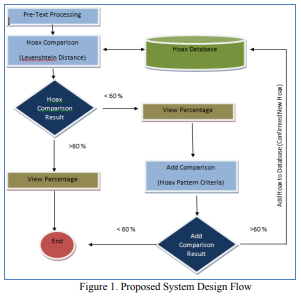 Pre-Text Processing
Hoax Comparison
(Levenshtein Distance)
Hoax Database
Hoax
Comparison
Result
< 60 %
View Percentage
>60 %
Add Comparison
(Hoax Pattern Criteria)
View Percentage
Add Hoax to Database (Confirmed New Hoax)
End
< 60 %
Add
Comparison
Result
>60 %
Figure 1. Proposed System Design Flow